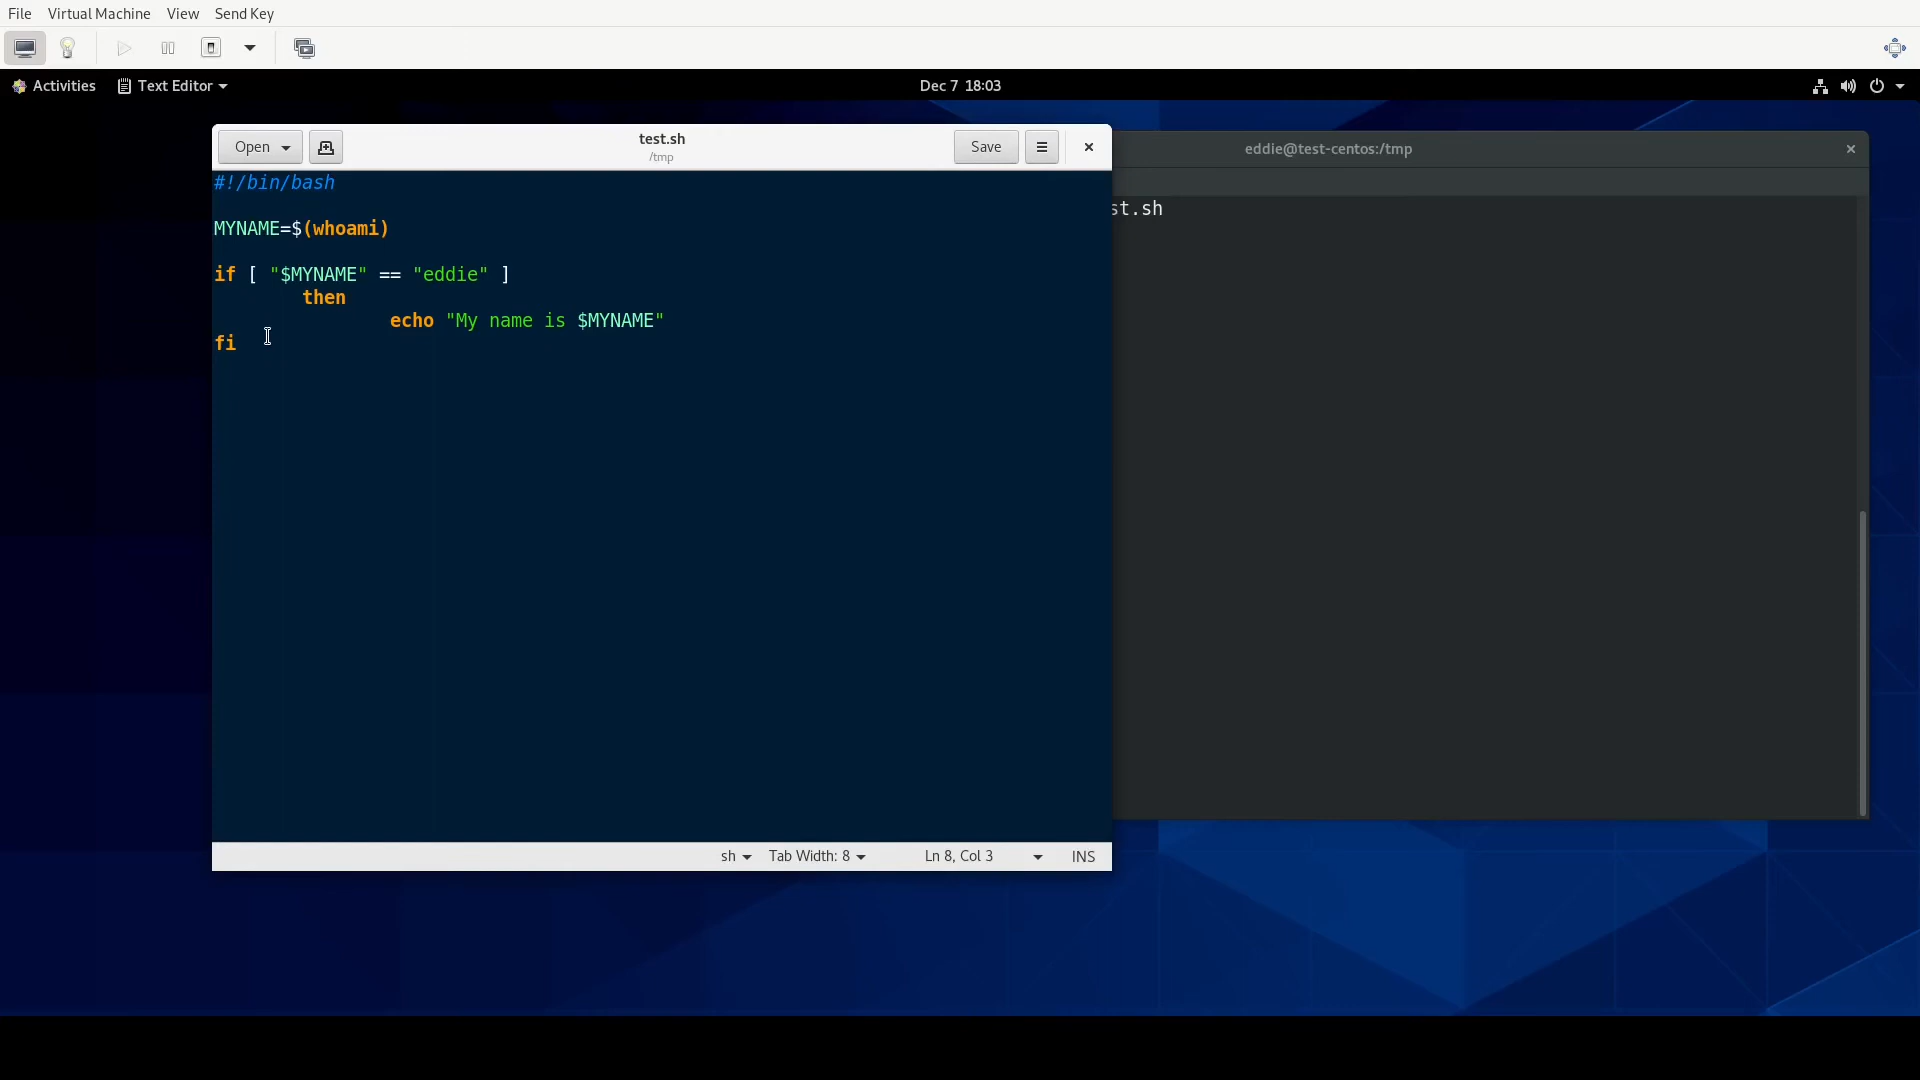 File Virtual Machine View Send Key
Activities Text Editor Dec 7 18:03
Open test.sh Save
/tmp
eddie@test-centos:/tmp
#!/bin/bash
st.sh
MYNAME=$(whoami)
if [ "$MYNAME" == "eddie" ]
then
echo "My name is $MYNAME"
fi
sh Tab Width: 8 Ln 8, Col 3 INS